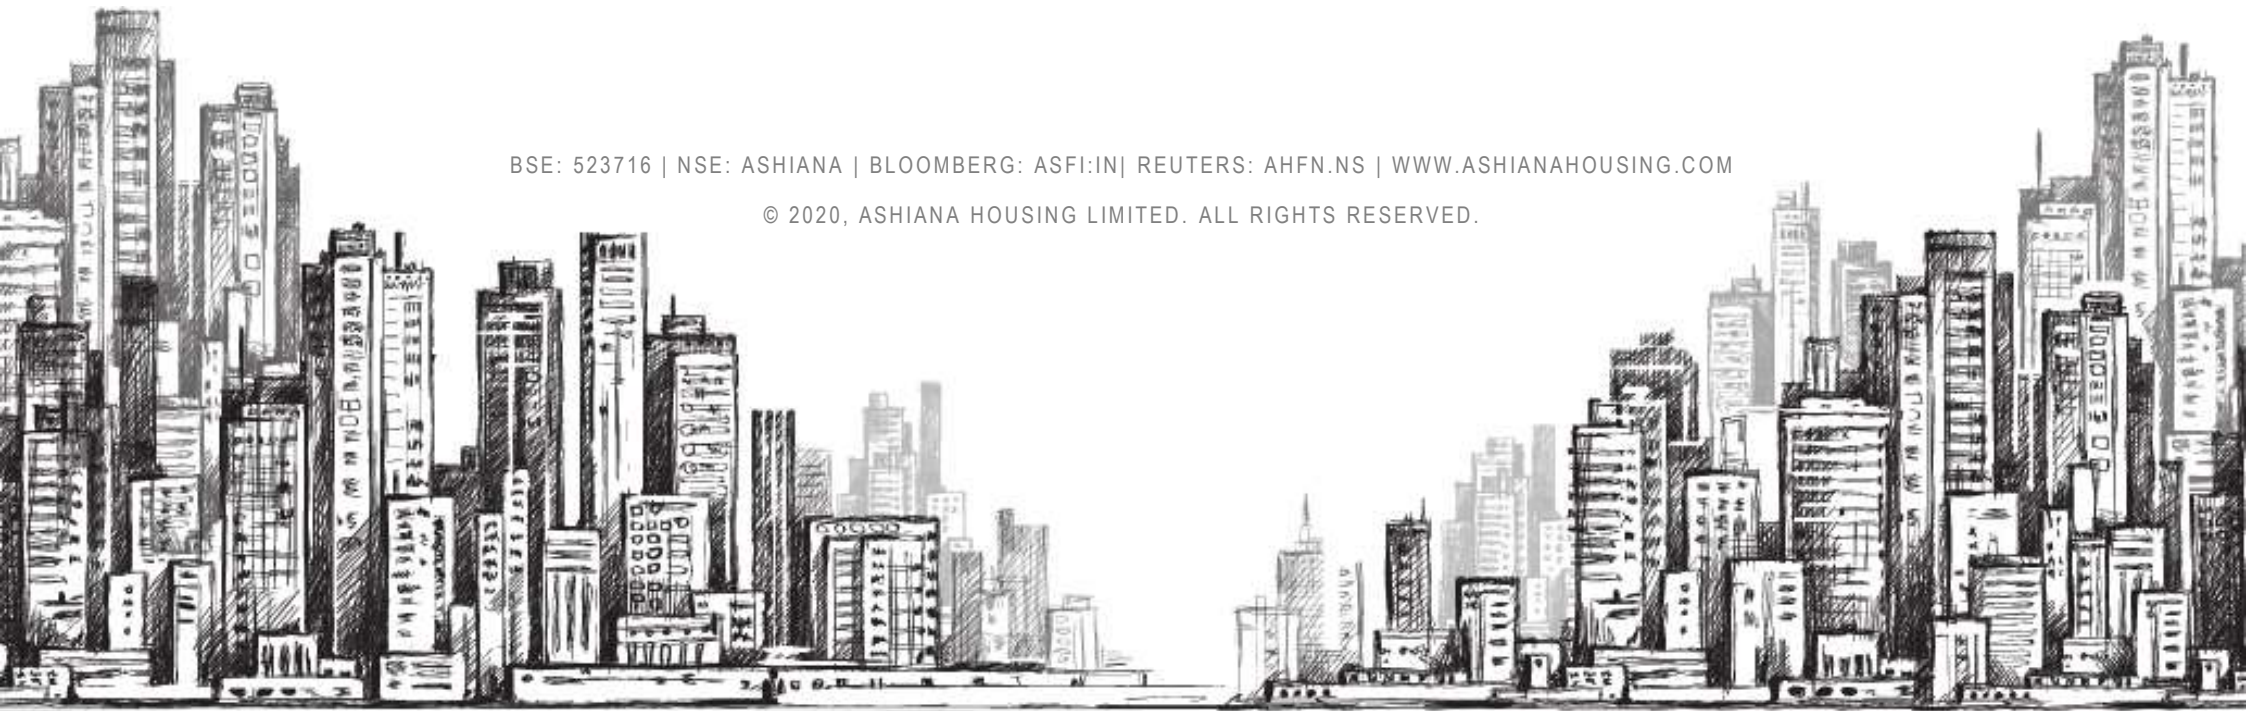 BSE: 523716 | NSE: ASHIANA | BLOOMBERG: ASFI:IN| REUTERS: AHFN.NS | WWW.ASHIANAHOUSING.COM
© 2020, ASHIANA HOUSING LIMITED. ALL RIGHTS RESERVED.